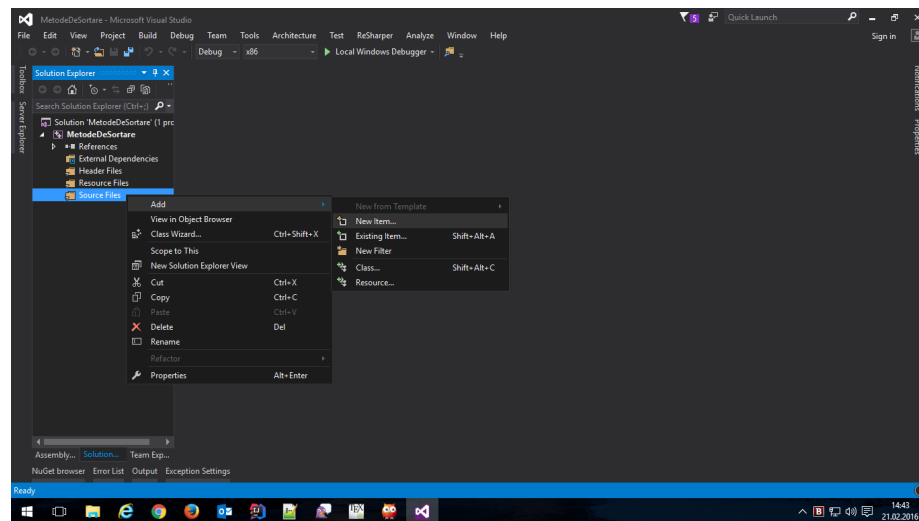 MetodeDeSortare - Microsoft Visual Studio
5
Quick Launch
File Edit View Project Build Debug Team Tools Architecture Test ReSharper Analyze Window Help
Sign in
Debug x86 Local Windows Debugger
Toolbox
Server Explorer
Solution Explorer
Search Solution Explorer (Ctrl+;)
Solution 'MetodeDeSortare' (1 pro
MetodeDeSortare
References
External Dependencies
Header Files
Resource Files
Source Files
Add
View in Object Browser
Class Wizard... Ctrl+Shift+X
Scope to This
New Solution Explorer View
Cut Ctrl+X
Copy Ctrl+C
Paste Ctrl+V
Delete Del
Rename
Refactor
Properties Alt+Enter
New from Template
New Item...
Existing Item... Shift+Alt+A
New Filter
Class... Shift+Alt+C
Resource...
Notifications
Properties
Assembly... Solution... Team Exp...
NuGet browser Error List Output Exception Settings
Ready
14:43
21.02.2016